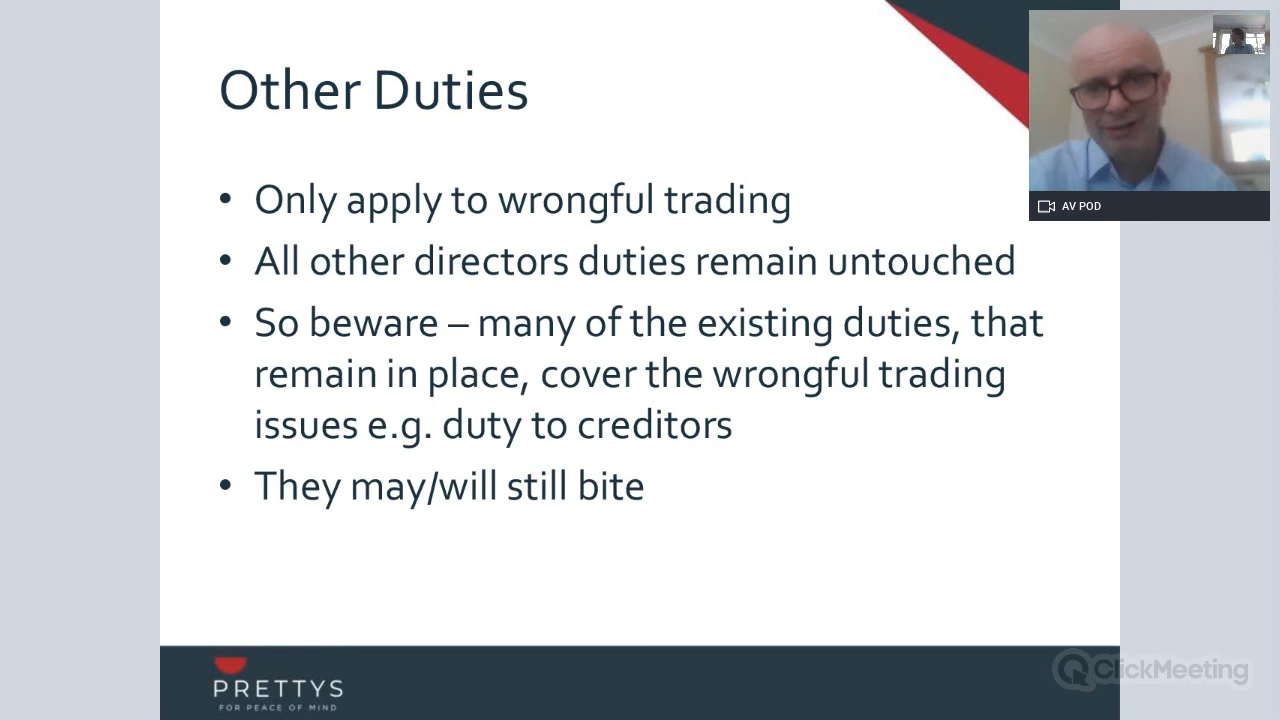 Other Duties
• Only apply to wrongful trading
• All other directors duties remain untouched
• So beware – many of the existing duties, that
remain in place, cover the wrongful trading
issues e.g. duty to creditors
• They may/will still bite
AV POD
PRETTYS
FOR PEACE OF MIND
ClickMeeting